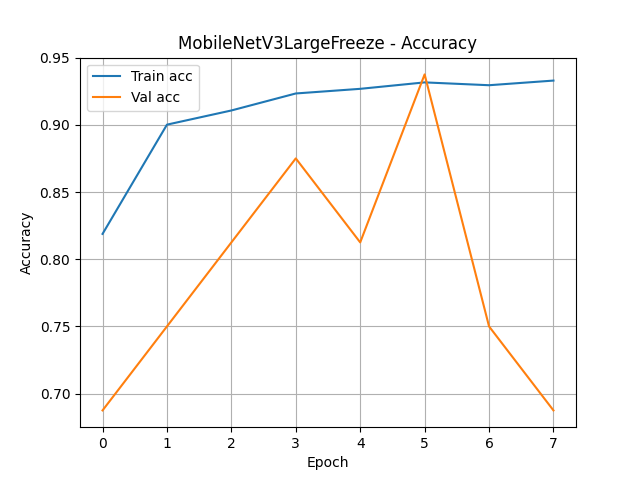 MobileNetV3LargeFreeze - Accuracy
Train acc
Val acc
0.95
0.90
0.85
0.80
0.75
0.70
Accuracy
0 1 2 3 4 5 6 7
Epoch